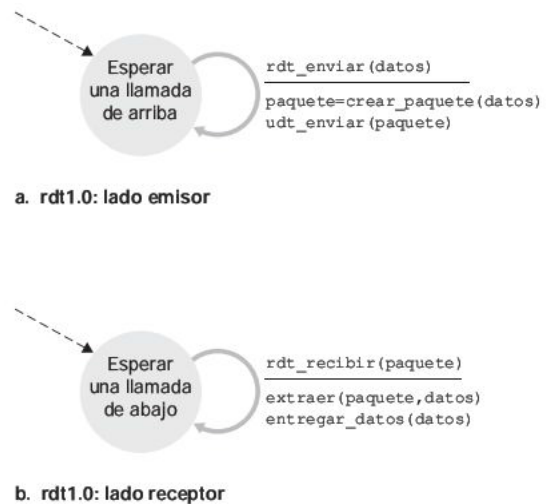 Esperar
una llamada
de arriba
rdt_enviar(datos)
paquete=crear_paquete(datos)
udt_enviar(paquete)
a. rdt1.0: lado emisor
Esperar
una llamada
de abajo
rdt_recibir(paquete)
extraer(paquete,datos)
entregar_datos(datos)
b. rdt1.0: lado receptor